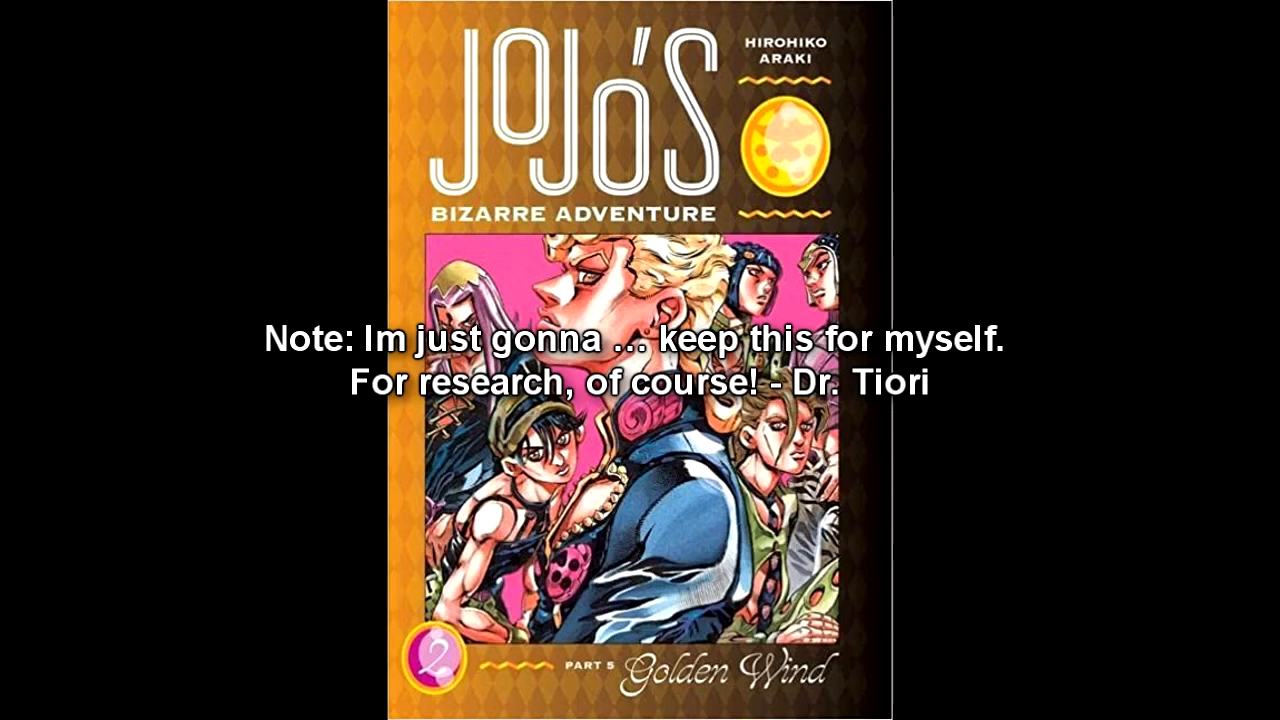 JOJO'S
HIROHIKO
ARAKI
BIZARRE ADVENTURE
Note: Im just gonna ... keep this for myself.
For research, of course! - Dr. Tiori
2
PART 5
Golden Wind